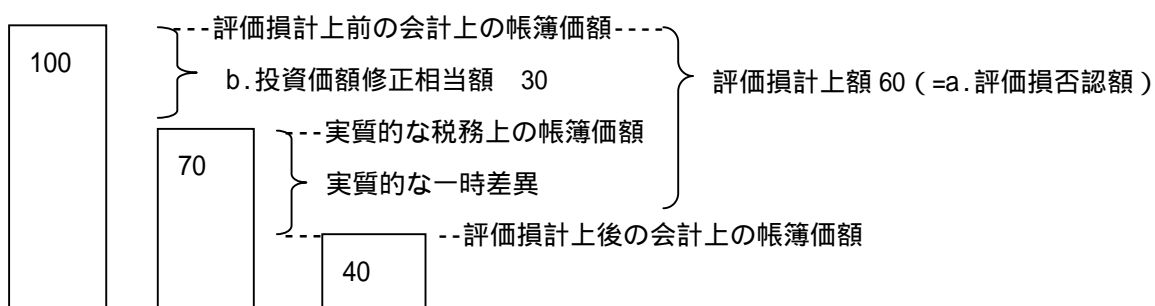 ---評価損計上前の会計上の帳簿価額----
100
b.投資価額修正相当額 30
評価損計上額 60（=a.評価損否認額）
---実質的な税務上の帳簿価額
70
実質的な一時差異
--- --評価損計上後の会計上の帳簿価額
40